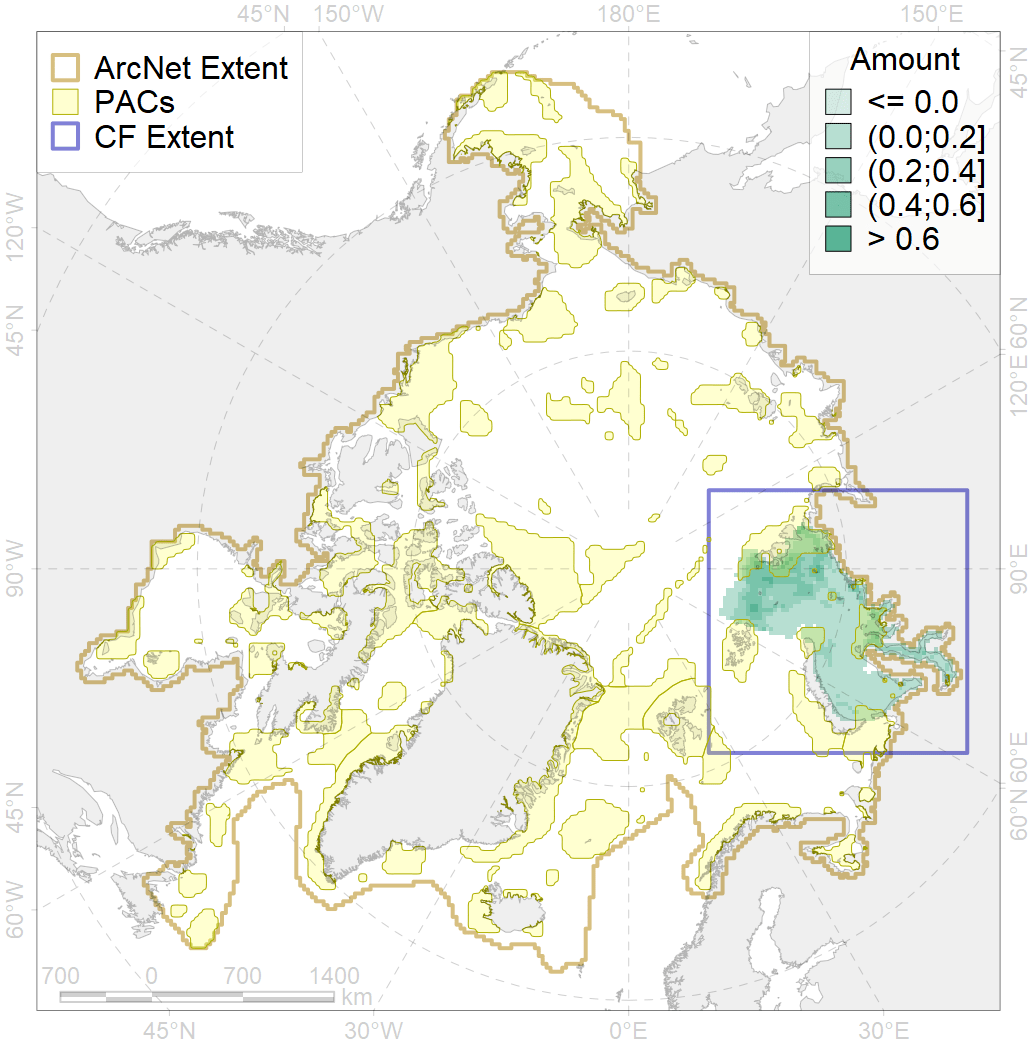 45°N 150°W 180°E 150°E
ArcNet Extent
PACs
CF Extent
Amount
<= 0.0
(0.0;0.2]
(0.2;0.4]
(0.4;0.6]
> 0.6
45°N
120°W
45°N
90°W
45°N
60°W
60°N
120°E
90°E
60°E
60°N
700 0 700 1400
km
45°N 30°W 0°E 30°E